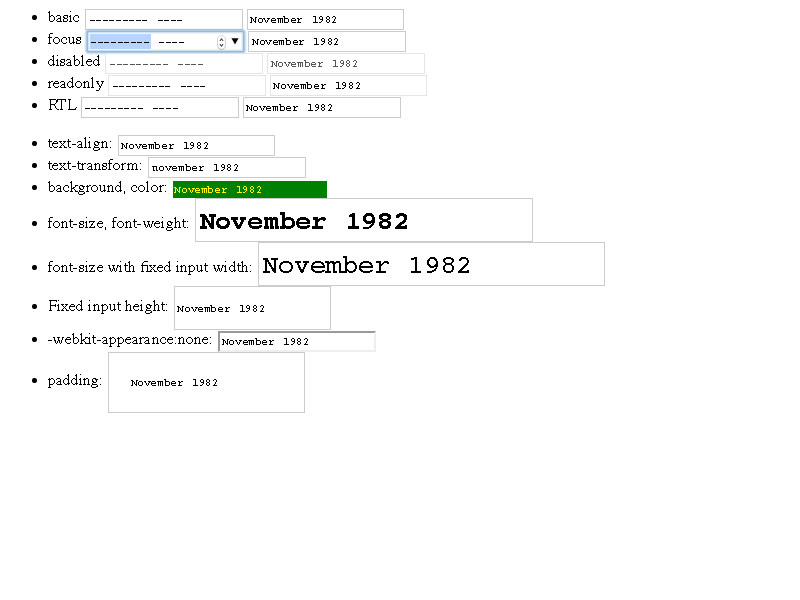 basic --------- ---- November 1982
focus --------- ---- November 1982
disabled --------- ---- November 1982
readonly --------- ---- November 1982
RTL --------- ---- November 1982
text-align: November 1982
text-transform: november 1982
background, color: November 1982
font-size, font-weight: November 1982
font-size with fixed input width: November 1982
Fixed input height: November 1982
-webkit-appearance:none: November 1982
padding: November 1982